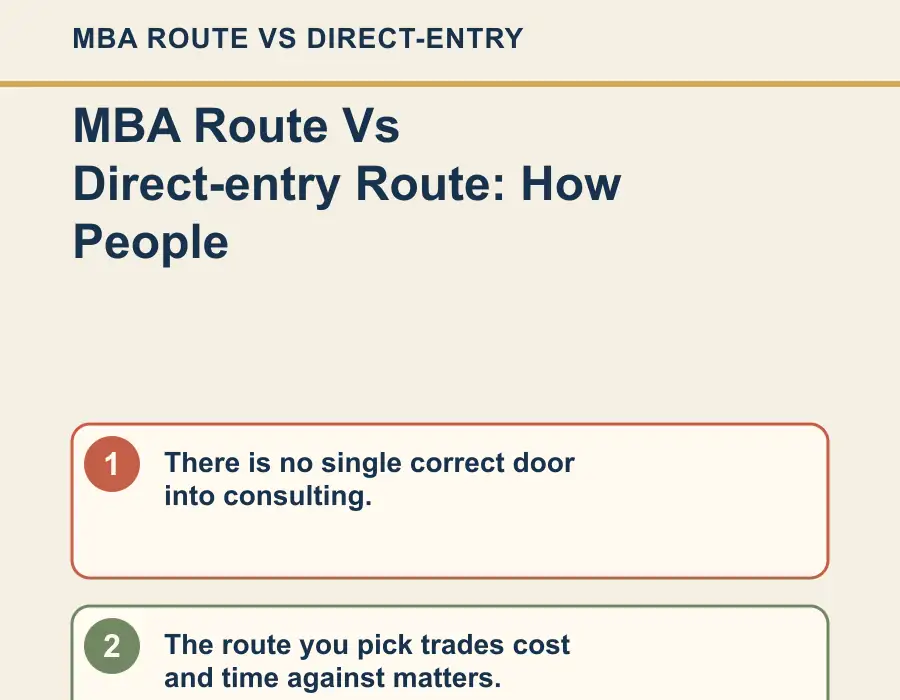 MBA ROUTE VS DIRECT-ENTRY
MBA Route Vs
Direct-entry Route: How
People
1
There is no single correct door
into consulting.
2
The route you pick trades cost
and time against matters.